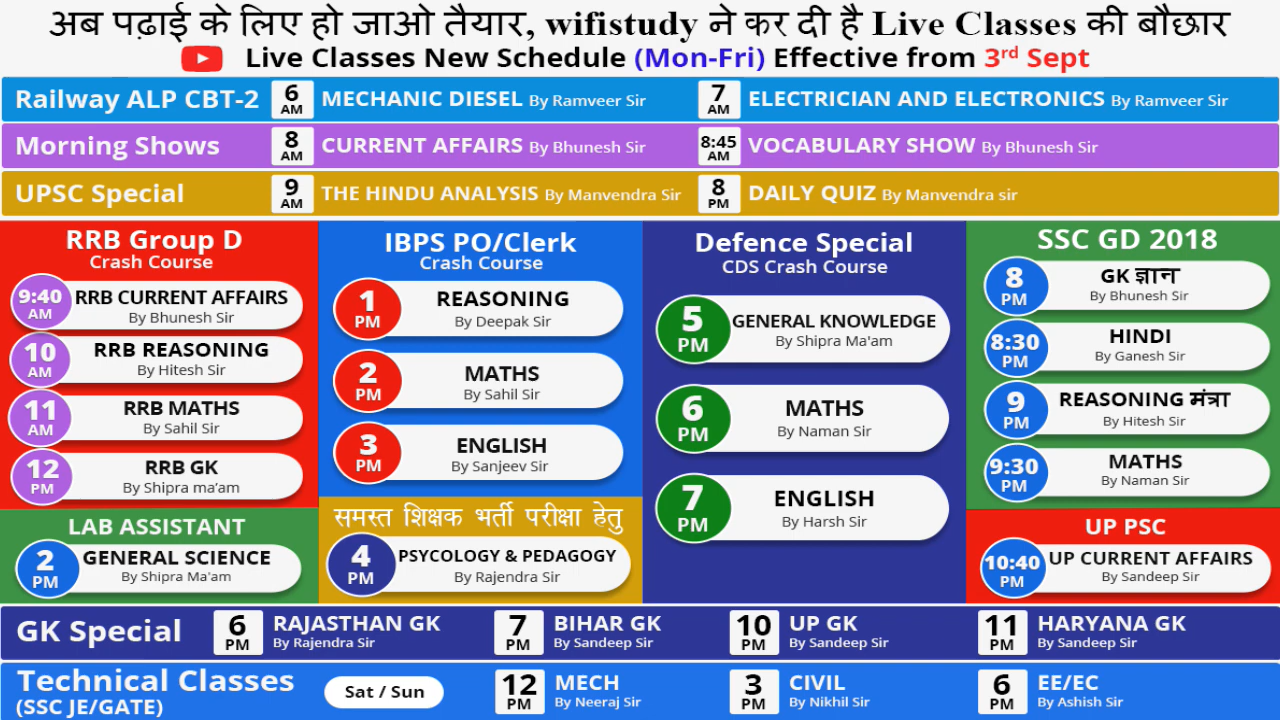 अब पढ़ाई के लिए हो जाओ तैयार, wifistudy ने कर दी है Live Classes की बौछार
Live Classes New Schedule (Mon-Fri) Effective from 3rd Sept
Railway ALP CBT-2 6 AM MECHANIC DIESEL By Ramveer Sir 7 AM ELECTRICIAN AND ELECTRONICS By Ramveer Sir
Morning Shows 8 AM CURRENT AFFAIRS By Bhunesh Sir 8:45 AM VOCABULARY SHOW By Bhunesh Sir
UPSC Special 9 AM THE HINDU ANALYSIS By Manvendra Sir 8 PM DAILY QUIZ By Manvendra sir
RRB Group D
Crash Course
9:40 AM RRB CURRENT AFFAIRS
By Bhunesh Sir
10 AM RRB REASONING
By Hitesh Sir
11 AM RRB MATHS
By Sahil Sir
12 PM RRB GK
By Shipra ma'am
LAB ASSISTANT
2 PM GENERAL SCIENCE
By Shipra Ma'am
IBPS PO/Clerk
Crash Course
1 PM REASONING
By Deepak Sir
2 PM MATHS
By Sahil Sir
3 PM ENGLISH
By Sanjeev Sir
समस्त शिक्षक भर्ती परीक्षा हेतु
4 PM PSYCOLOGY & PEDAGOGY
By Rajendra Sir
Defence Special
CDS Crash Course
5 PM GENERAL KNOWLEDGE
By Shipra Ma'am
6 PM MATHS
By Naman Sir
7 PM ENGLISH
By Harsh Sir
SSC GD 2018
8 PM GK ज्ञान
By Bhunesh Sir
8:30 PM HINDI
By Ganesh Sir
9 PM REASONING मंत्रा
By Hitesh Sir
9:30 PM MATHS
By Naman Sir
UP PSC
10:40 PM UP CURRENT AFFAIRS
By Sandeep Sir
GK Special 6 PM RAJASTHAN GK By Rajendra Sir 7 PM BIHAR GK By Sandeep Sir 10 PM UP GK By Sandeep Sir 11 PM HARYANA GK By Sandeep Sir
Technical Classes (SSC JE/GATE) Sat / Sun 12 PM MECH By Neeraj Sir 3 PM CIVIL By Nikhil Sir 6 PM EE/EC By Ashish Sir